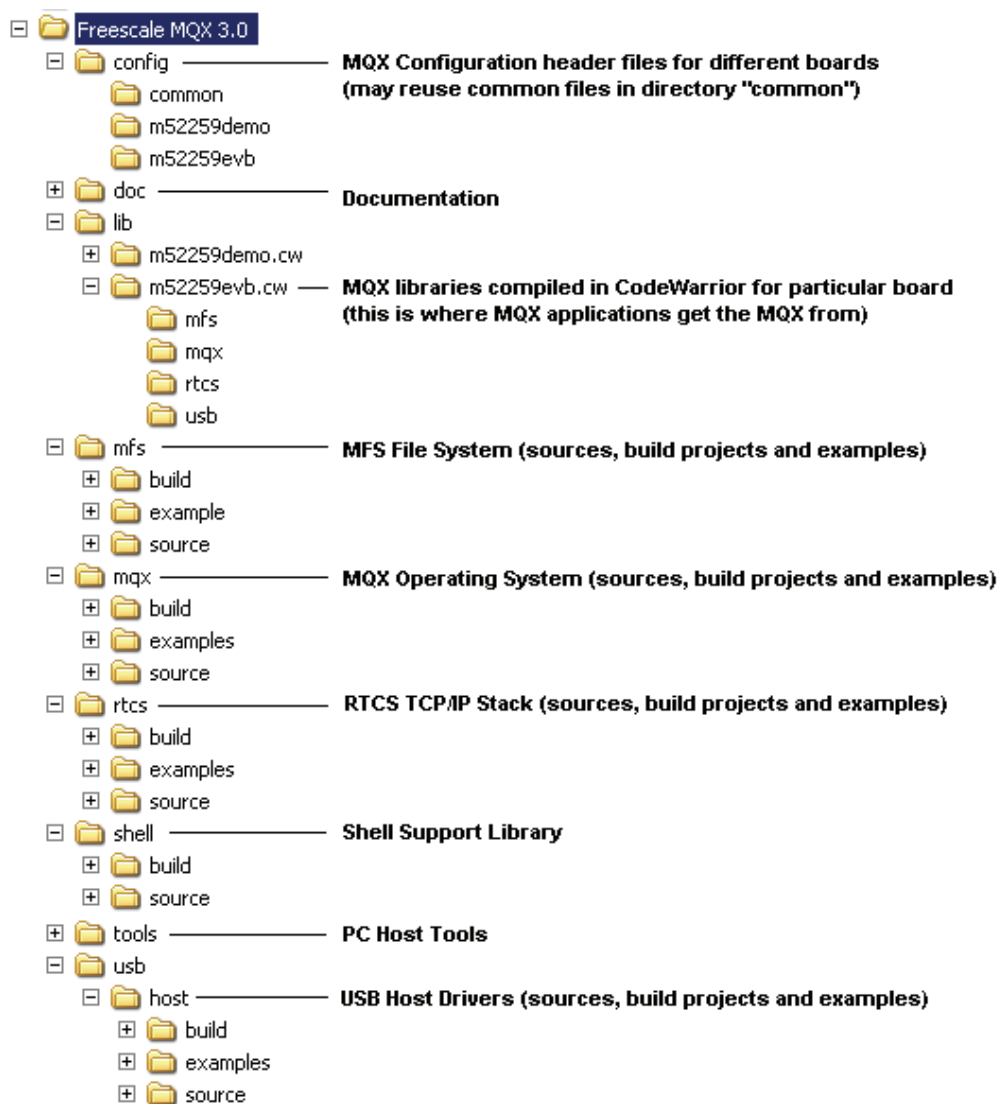 Freescale MQX 3.0
config MQX Configuration header files for different boards
(may reuse common files in directory "common")
common
m52259demo
m52259evb
doc Documentation
lib
m52259demo.cw
m52259evb.cw MQX libraries compiled in CodeWarrior for particular board
(this is where MQX applications get the MQX from)
mfs
mqx
rtcs
usb
mfs MFS File System (sources, build projects and examples)
build
example
source
mqx MQX Operating System (sources, build projects and examples)
build
examples
source
rtcs RTCS TCP/IP Stack (sources, build projects and examples)
build
examples
source
shell Shell Support Library
build
source
tools PC Host Tools
usb
host USB Host Drivers (sources, build projects and examples)
build
examples
source